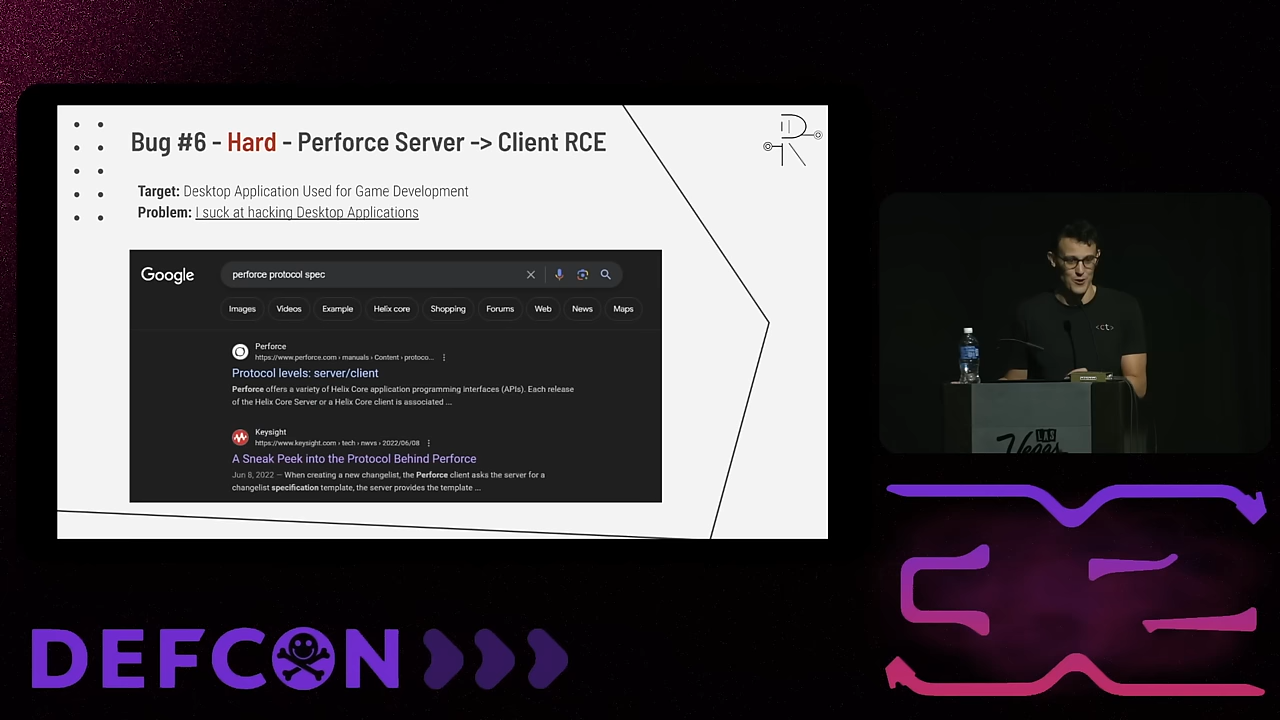 Bug #6 - Hard - Perforce Server -> Client RCE
Target: Desktop Application Used for Game Development
Problem: I suck at hacking Desktop Applications
Google
perforce protocol spec
Images Videos Example Helix core Shopping Forums Web News Maps
Perforce
https://www.perforce.com › manuals › Content › protoco...
Protocol levels: server/client
Perforce offers a variety of Helix Core application programming interfaces (APIs). Each release
of the Helix Core Server or a Helix Core client is associated ...
Keysight
https://www.keysight.com › tech › nwvs › 2022/06/08
A Sneak Peek into the Protocol Behind Perforce
Jun 8, 2022 — When creating a new changelist, the Perforce client asks the server for a
changelist specification template, the server provides the template ...
<ct>
LAS
Vegas
DEFCON